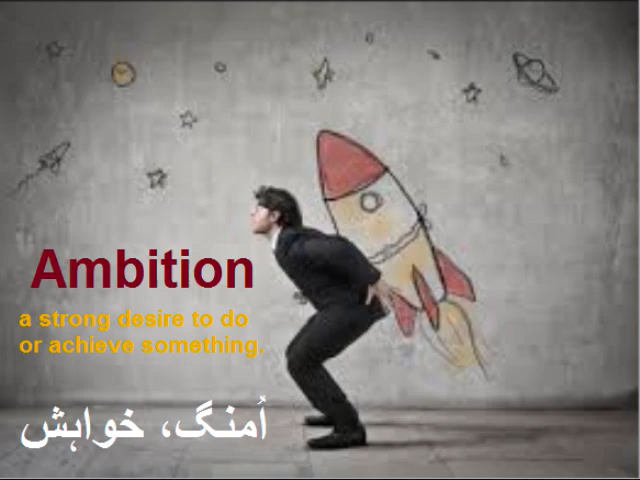 Ambition
a strong desire to do
or achieve something.
اُمنگ، خواہش